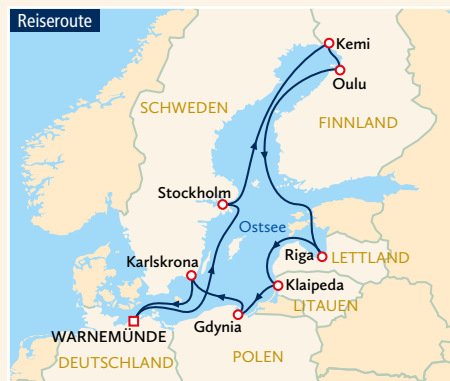 Reiseroute
Kemi
Oulu
SCHWEDEN
FINNLAND
Stockholm
Ostsee
Riga
LETTLAND
Karlskrona
Klaipeda
LITAUEN
Gdynia
WARNEMÜNDE
DEUTSCHLAND
POLEN